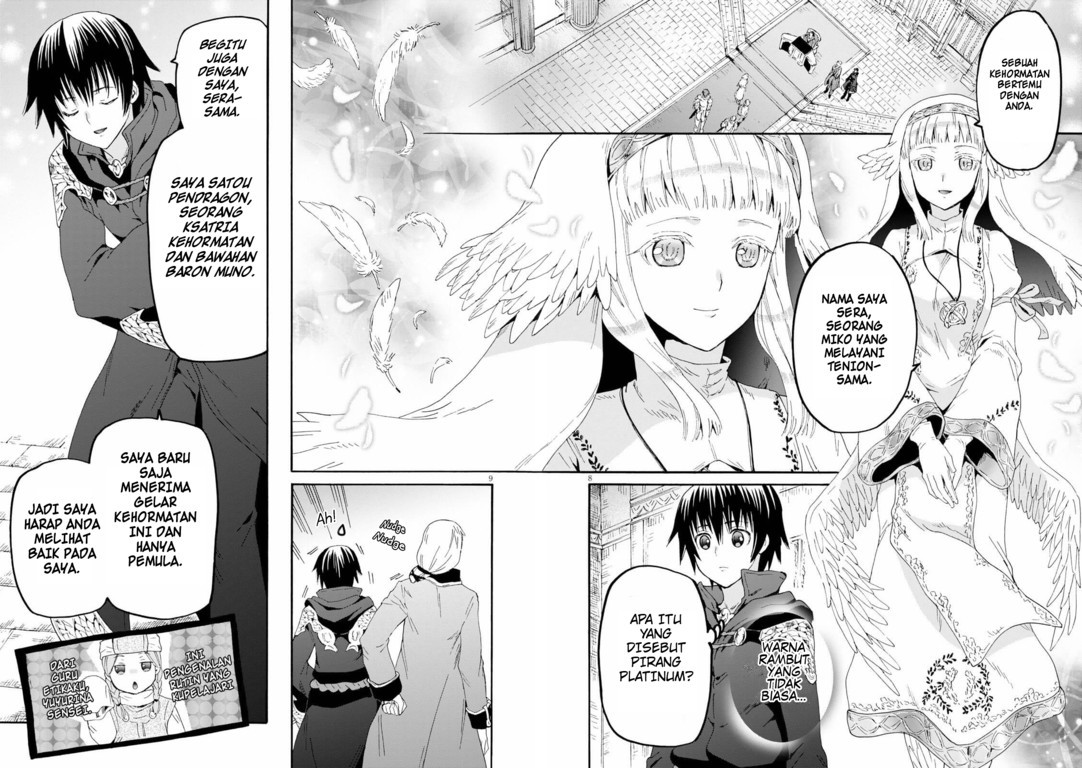 SEBUAH
KEHORMATAN
BERTEMU
DENGAN
ANDA.
NAMA SAYA
SERA,
SEORANG
MIKO YANG
MELAYANI
TENION-
SAMA.
WARNA
RAMBUT
YANG
TIDAK
BIASA...
APA ITU
YANG
DISEBUT
PIRANG
PLATINUM?
8
9
Nudge
Nudge
Ah!
BEGITU
JUGA
DENGAN
SAYA,
SERA-
SAMA.
SAYA SATOU
PENDRAGON,
SEORANG
KSATRIA
KEHORMATAN
DAN BAWAHAN
BARON MUNO.
SAYA BARU
SAJA
MENERIMA
GELAR
KEHORMATAN
INI DAN
HANYA
PEMULA.
JADI SAYA
HARAP ANDA
MELIHAT
BAIK PADA
SAYA.
INI
PENGENALAN
RUTIN YANG
KUPELAJARI
DARI
GURU
ETIKAKU,
YUYURINA
SENSEI.